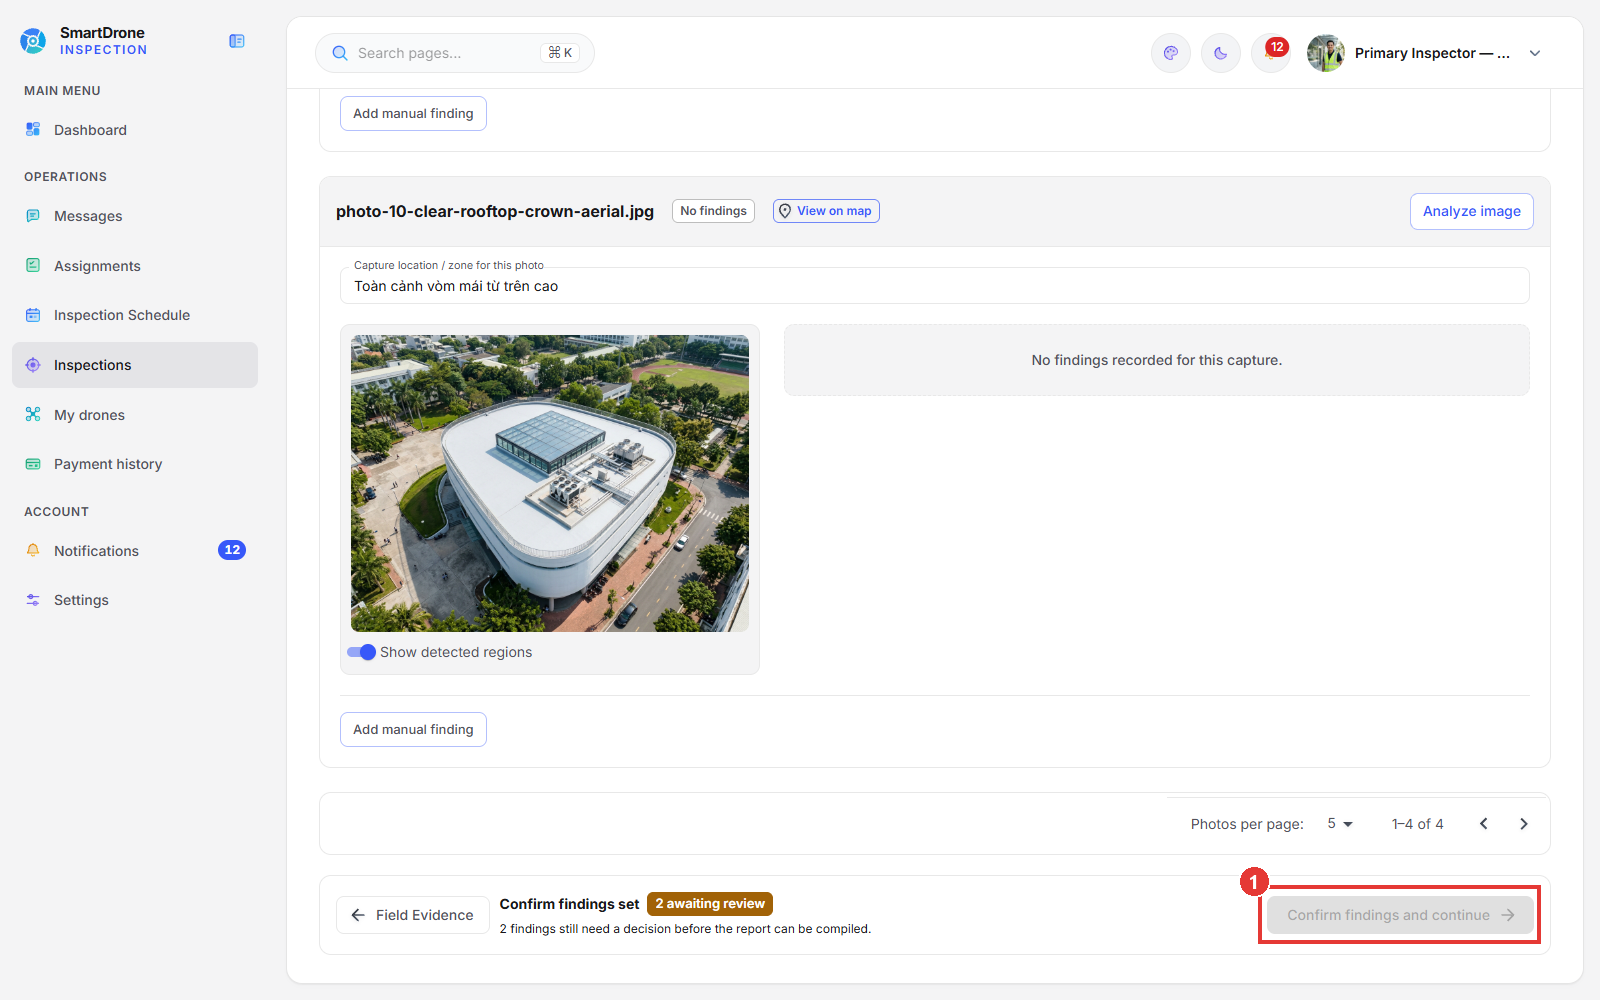 SmartDrone
INSPECTION
MAIN MENU
Dashboard
OPERATIONS
Messages
Assignments
Inspection Schedule
Inspections
My drones
Payment history
ACCOUNT
Notifications
12
Settings
Search pages...
⌘ K
12
Primary Inspector — ...
Add manual finding
photo-10-clear-rooftop-crown-aerial.jpg
No findings
View on map
Analyze image
Capture location / zone for this photo
Toàn cảnh vòm mái từ trên cao
No findings recorded for this capture.
Show detected regions
Add manual finding
Photos per page:
5
1–4 of 4
Field Evidence
Confirm findings set
2 awaiting review
2 findings still need a decision before the report can be compiled.
1
Confirm findings and continue